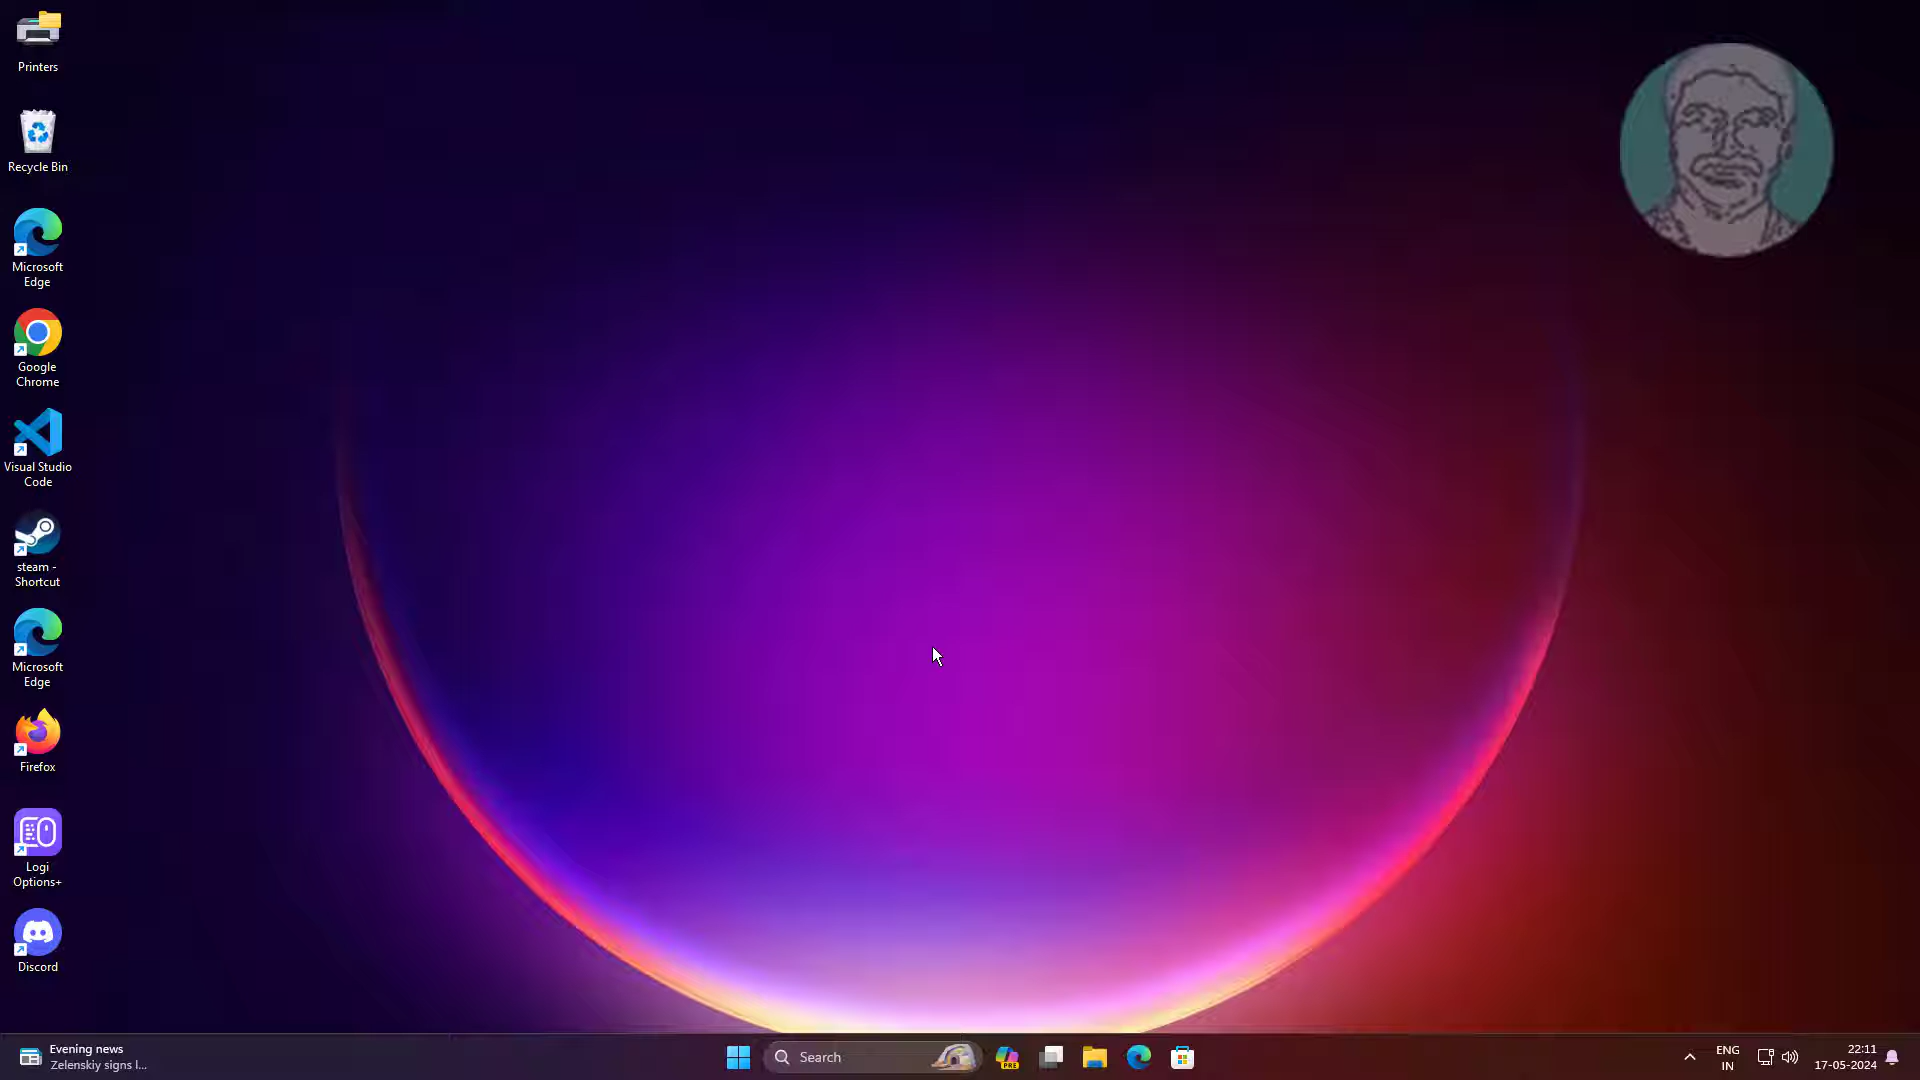 Printers
Recycle Bin
Microsoft
Edge
Google
Chrome
Visual Studio
Code
steam -
Shortcut
Microsoft
Edge
Firefox
Logi
Options+
Discord
Evening news
Zelenskiy signs l...
Search
PRE
ENG
IN
22:11
17-05-2024